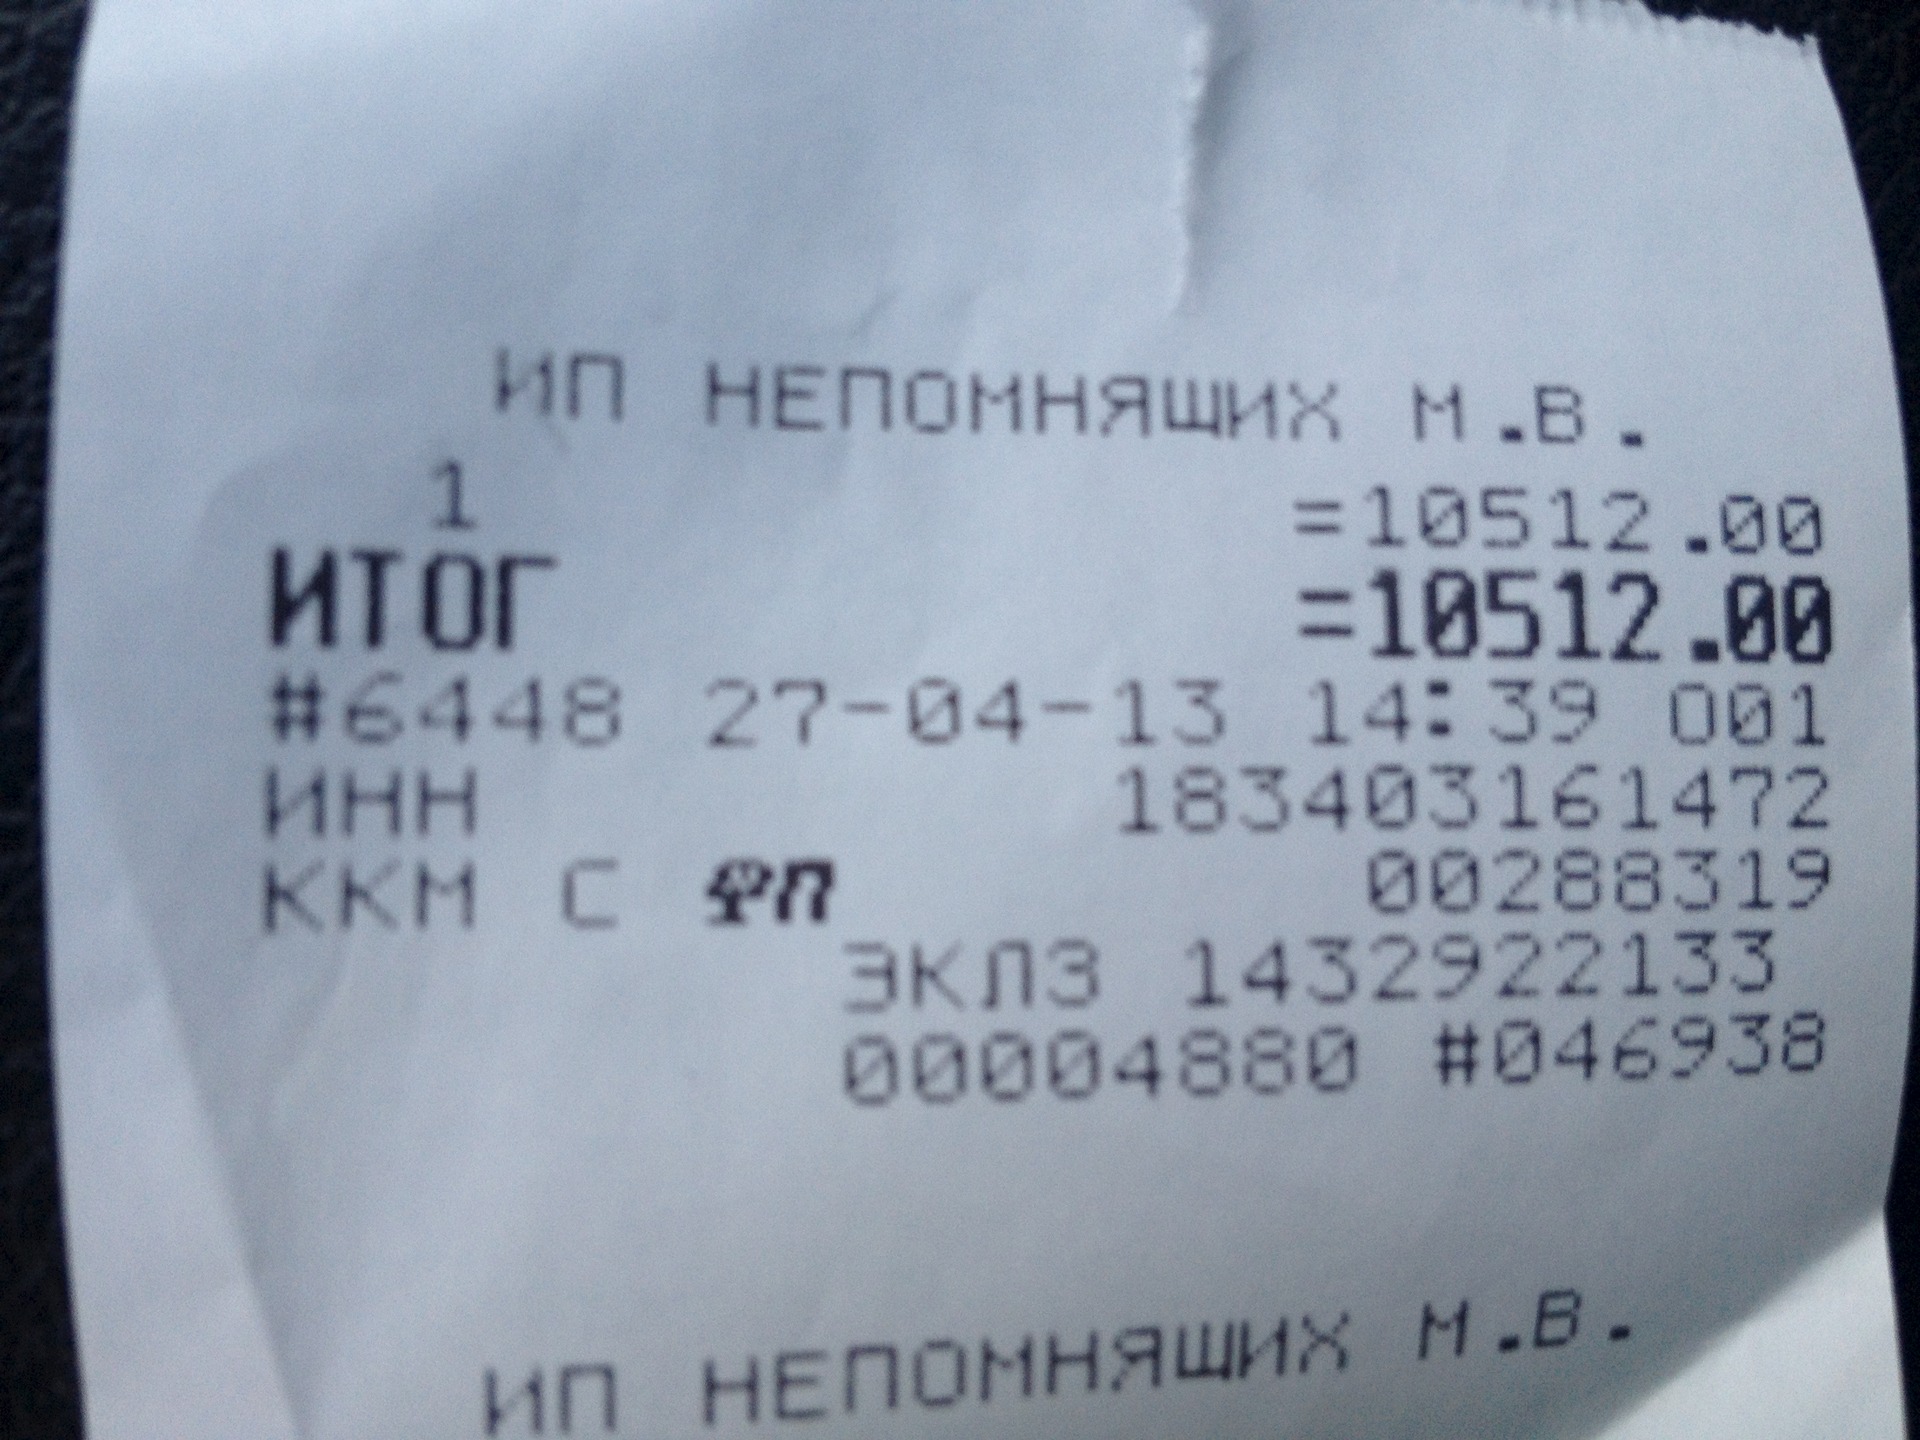 ИП НЕПОМНЯЩИХ М.В.
1 =10512.00
ИТОГ =10512.00
#6448 27-04-13 14:39 001
ИНН 183403161472
ККМ С ФП 00288319
ЭКЛЗ 1432922133
00004880 #046938
ИП НЕПОМНЯЩИХ М.В.